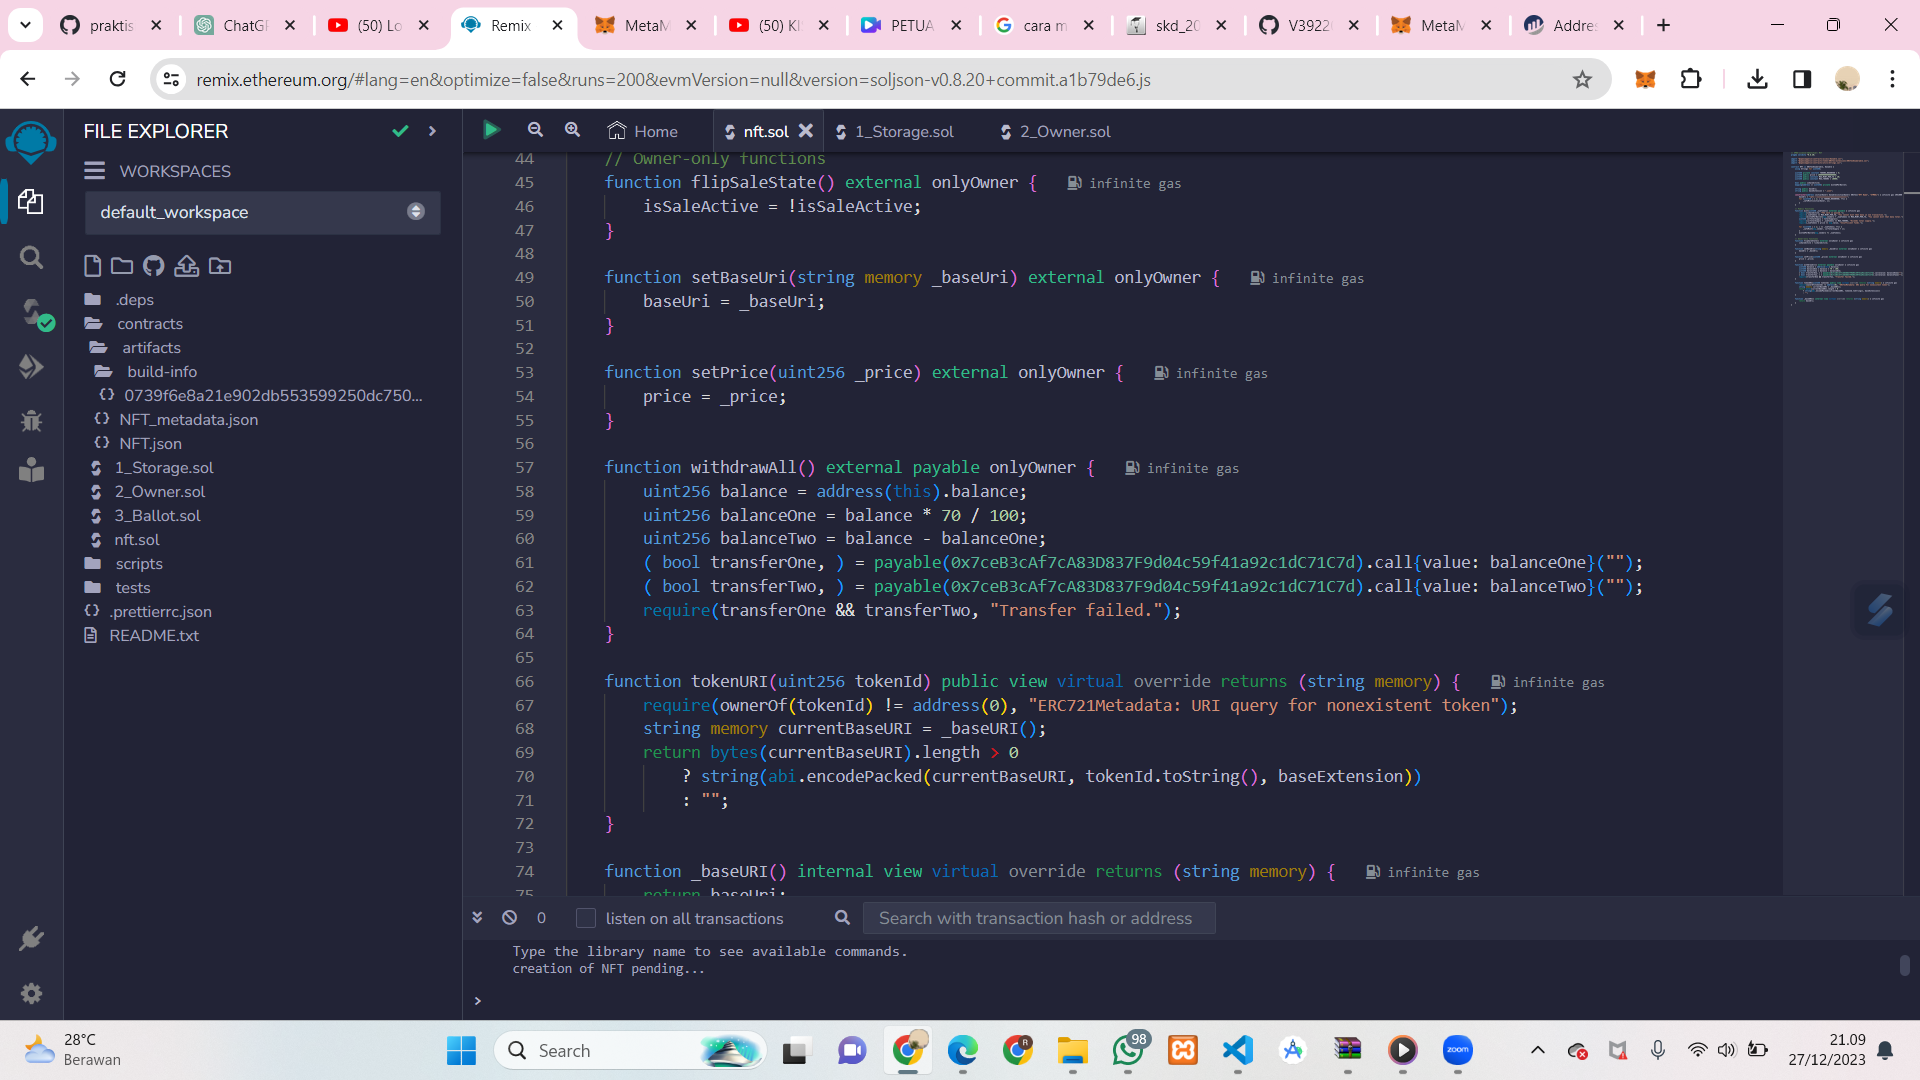 praktis
ChatGP
(50) Lo
Remix
MetaM
(50) KI
PETUA
cara m
skd_20
V3922
MetaM
Addre
remix.ethereum.org/#lang=en&optimize=false&runs=200&evmVersion=null&version=soljson-v0.8.20+commit.a1b79de6.js
FILE EXPLORER
WORKSPACES
default_workspace
.deps
contracts
artifacts
build-info
0739f6e8a21e902db553599250dc750...
NFT_metadata.json
NFT.json
1_Storage.sol
2_Owner.sol
3_Ballot.sol
nft.sol
scripts
tests
.prettierrc.json
README.txt
Home
nft.sol
1_Storage.sol
2_Owner.sol
44 // Owner-only functions
45 function flipSaleState() external onlyOwner { infinite gas
46 isSaleActive = !isSaleActive;
47 }
48
49 function setBaseUri(string memory _baseUri) external onlyOwner { infinite gas
50 baseUri = _baseUri;
51 }
52
53 function setPrice(uint256 _price) external onlyOwner { infinite gas
54 price = _price;
55 }
56
57 function withdrawAll() external payable onlyOwner { infinite gas
58 uint256 balance = address(this).balance;
59 uint256 balanceOne = balance * 70 / 100;
60 uint256 balanceTwo = balance - balanceOne;
61 ( bool transferOne, ) = payable(0x7ceB3cAf7cA83D837F9d04c59f41a92c1dC71C7d).call{value: balanceOne}("");
62 ( bool transferTwo, ) = payable(0x7ceB3cAf7cA83D837F9d04c59f41a92c1dC71C7d).call{value: balanceTwo}("");
63 require(transferOne && transferTwo, "Transfer failed.");
64 }
65
66 function tokenURI(uint256 tokenId) public view virtual override returns (string memory) { infinite gas
67 require(ownerOf(tokenId) != address(0), "ERC721Metadata: URI query for nonexistent token");
68 string memory currentBaseURI = _baseURI();
69 return bytes(currentBaseURI).length > 0
70 ? string(abi.encodePacked(currentBaseURI, tokenId.toString(), baseExtension))
71 : "";
72 }
73
74 function _baseURI() internal view virtual override returns (string memory) { infinite gas
75 return baseUri;
0
listen on all transactions
Search with transaction hash or address
Type the library name to see available commands.
creation of NFT pending...
>
28°C
Berawan
Search
98
R
zoom
21.09
27/12/2023